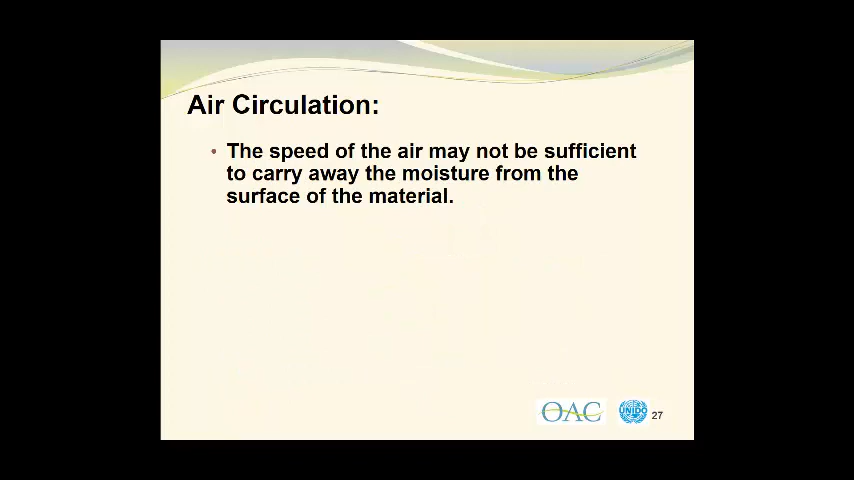 Air Circulation:
• The speed of the air may not be sufficient
to carry away the moisture from the
surface of the material.
OAC
UNIDO
27